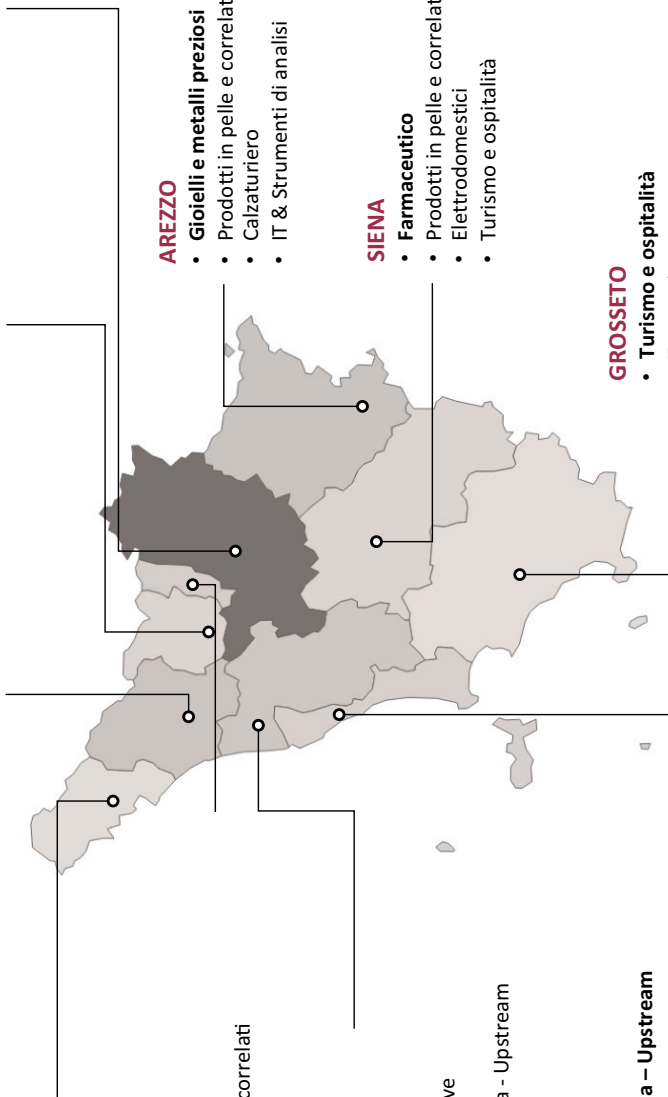 AREZZO
• Gioielli e metalli preziosi
• Prodotti in pelle e correlat
• Calzaturiero
• IT & Strumenti di analisi
correlati
SIENA
• Farmaceutico
• Prodotti in pelle e correlat
• Elettrodomestici
• Turismo e ospitalità
ve
a - Upstream
GROSSETO
• Turismo e ospitalità
a – Upstream